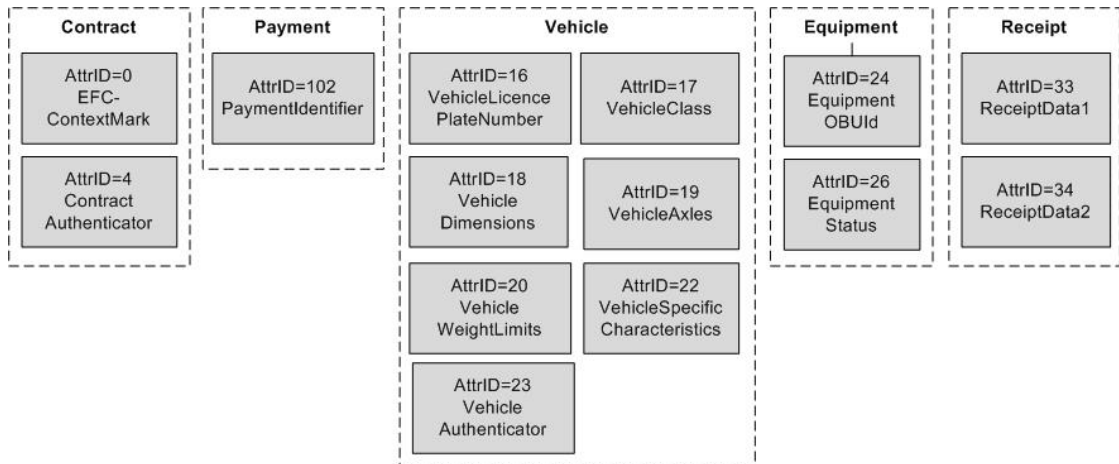 Contract
AttrID=0
EFC-
ContextMark
AttrID=4
Contract
Authenticator
Payment
AttrID=102
PaymentIdentifier
Vehicle
AttrID=16
VehicleLicence
PlateNumber
AttrID=17
VehicleClass
AttrID=18
Vehicle
Dimensions
AttrID=19
VehicleAxles
AttrID=20
Vehicle
WeightLimits
AttrID=22
VehicleSpecific
Characteristics
AttrID=23
Vehicle
Authenticator
Equipment
AttrID=24
Equipment
OBUId
AttrID=26
Equipment
Status
Receipt
AttrID=33
ReceiptData1
AttrID=34
ReceiptData2